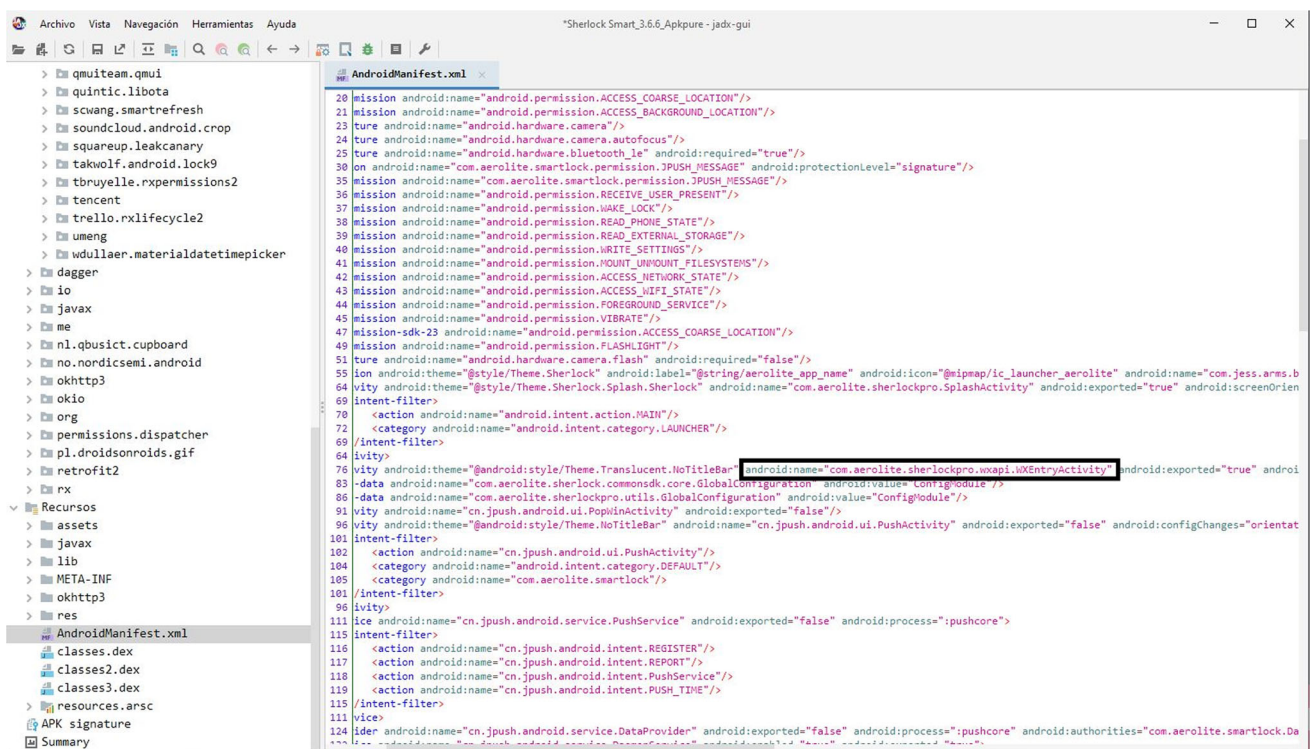 Archivo Vista Navegación Herramientas Ayuda
*Sherlock Smart_3.6.6_Apkpure - jadx-gui
qmuiteam.qmui
quintic.libota
scwang.smartrefresh
soundcloud.android.crop
squareup.leakcanary
takwolf.android.lock9
tbruyelle.rxpermissions2
tencent
trello.rxlifecycle2
umeng
wdullaer.materialdatetimepicker
dagger
io
javax
me
nl.qbusict.cupboard
no.nordicsemi.android
okhttp3
okio
org
permissions.dispatcher
pl.droidsonroids.gif
retrofit2
rx
Recursos
assets
javax
lib
META-INF
okhttp3
res
MF AndroidManifest.xml
classes.dex
classes2.dex
classes3.dex
resources.arsc
APK signature
Summary
MF AndroidManifest.xml
20 mission android:name="android.permission.ACCESS_COARSE_LOCATION"/>
21 mission android:name="android.permission.ACCESS_BACKGROUND_LOCATION"/>
23 ture android:name="android.hardware.camera"/>
24 ture android:name="android.hardware.camera.autofocus"/>
25 ture android:name="android.hardware.bluetooth_le" android:required="true"/>
30 on android:name="com.aerolite.smartlock.permission.JPUSH_MESSAGE" android:protectionLevel="signature"/>
35 mission android:name="com.aerolite.smartlock.permission.JPUSH_MESSAGE"/>
36 mission android:name="android.permission.RECEIVE_USER_PRESENT"/>
37 mission android:name="android.permission.WAKE_LOCK"/>
38 mission android:name="android.permission.READ_PHONE_STATE"/>
39 mission android:name="android.permission.READ_EXTERNAL_STORAGE"/>
40 mission android:name="android.permission.WRITE_SETTINGS"/>
41 mission android:name="android.permission.MOUNT_UNMOUNT_FILESYSTEMS"/>
42 mission android:name="android.permission.ACCESS_NETWORK_STATE"/>
43 mission android:name="android.permission.ACCESS_WIFI_STATE"/>
44 mission android:name="android.permission.FOREGROUND_SERVICE"/>
45 mission android:name="android.permission.VIBRATE"/>
47 mission-sdk-23 android:name="android.permission.ACCESS_COARSE_LOCATION"/>
49 mission android:name="android.permission.FLASHLIGHT"/>
51 ture android:name="android.hardware.camera.flash" android:required="false"/>
55 ion android:theme="@style/Theme.Sherlock" android:label="@string/aerolite_app_name" android:icon="@mipmap/ic_launcher_aerolite" android:name="com.jess.arms.b
64 vity android:theme="@style/Theme.Sherlock.Splash.Sherlock" android:name="com.aerolite.sherlockpro.SplashActivity" android:exported="true" android:screenOrien
69 intent-filter>
70 <action android:name="android.intent.action.MAIN"/>
72 <category android:name="android.intent.category.LAUNCHER"/>
69 /intent-filter>
64 ivity>
76 vity android:theme="@android:style/Theme.Translucent.NoTitleBar" android:name="com.aerolite.sherlockpro.wxapi.WXEntryActivity" android:exported="true" androi
83 -data android:name="com.aerolite.sherlock.commonsdk.core.GlobalConfiguration" android:value="ConfigModule"/>
86 -data android:name="com.aerolite.sherlockpro.utils.GlobalConfiguration" android:value="ConfigModule"/>
91 vity android:name="cn.jpush.android.ui.PopWinActivity" android:exported="false"/>
96 vity android:theme="@android:style/Theme.NoTitleBar" android:name="cn.jpush.android.ui.PushActivity" android:exported="false" android:configChanges="orientat
101 intent-filter>
102 <action android:name="cn.jpush.android.ui.PushActivity"/>
104 <category android:name="android.intent.category.DEFAULT"/>
105 <category android:name="com.aerolite.smartlock"/>
101 /intent-filter>
96 ivity>
111 ice android:name="cn.jpush.android.service.PushService" android:exported="false" android:process=":pushcore">
115 intent-filter>
116 <action android:name="cn.jpush.android.intent.REGISTER"/>
117 <action android:name="cn.jpush.android.intent.REPORT"/>
118 <action android:name="cn.jpush.android.intent.PushService"/>
119 <action android:name="cn.jpush.android.intent.PUSH_TIME"/>
115 /intent-filter>
111 vice>
124 ider android:name="cn.jpush.android.service.DataProvider" android:exported="false" android:process=":pushcore" android:authorities="com.aerolite.smartlock.Da